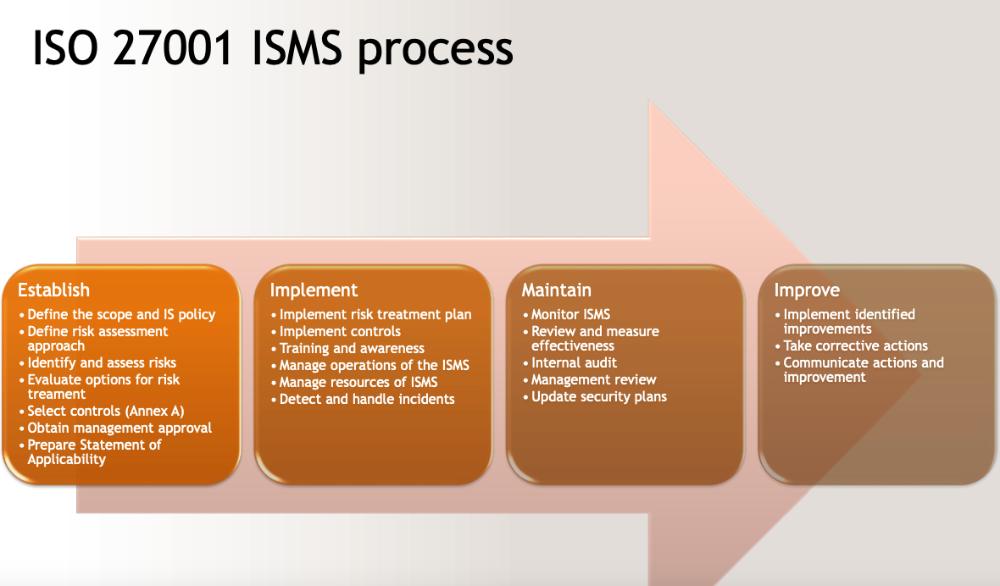 ISO 27001 ISMS process
Establish
• Define the scope and IS policy
• Define risk assessment
approach
• Identify and assess risks
• Evaluate options for risk
treament
• Select controls (Annex A)
• Obtain management approval
• Prepare Statement of
Applicability
Implement
• Implement risk treatment plan
• Implement controls
• Training and awareness
• Manage operations of the ISMS
• Manage resources of ISMS
• Detect and handle incidents
Maintain
• Monitor ISMS
• Review and measure
effectiveness
• Internal audit
• Management review
• Update security plans
Improve
• Implement identified
improvements
• Take corrective actions
• Communicate actions and
improvement